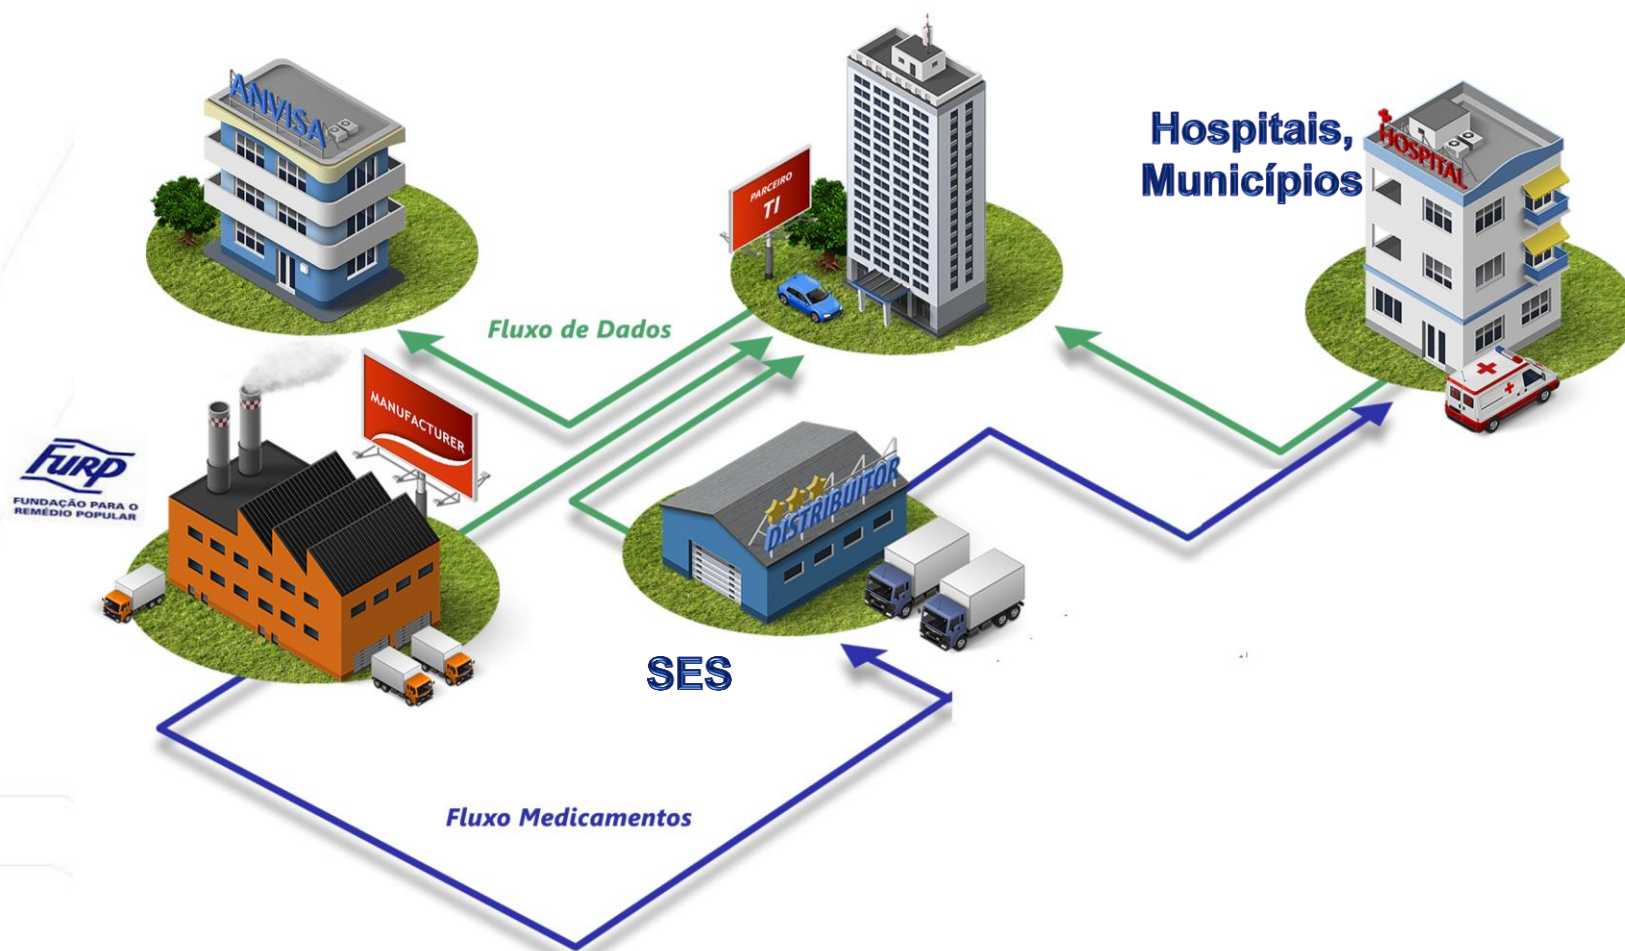 ANVISA
PARCEIRO
TI
Hospitais,
Municípios
HOSPITAL
Fluxo de Dados
MANUFACTURER
FURP
FUNDAÇÃO PARA O
REMÉDIO POPULAR
DISTRIBUITOR
SES
Fluxo Medicamentos